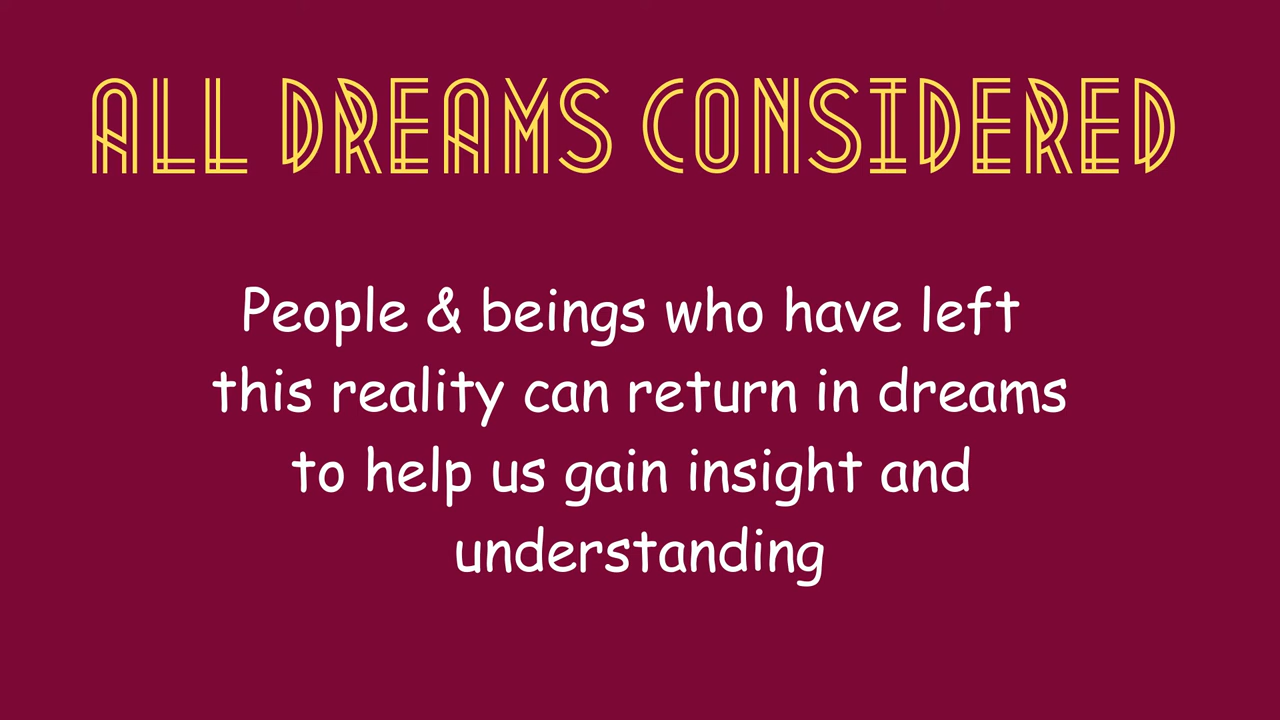 ALL DREAMS CONSIDERED
People & beings who have left
this reality can return in dreams
to help us gain insight and
understanding